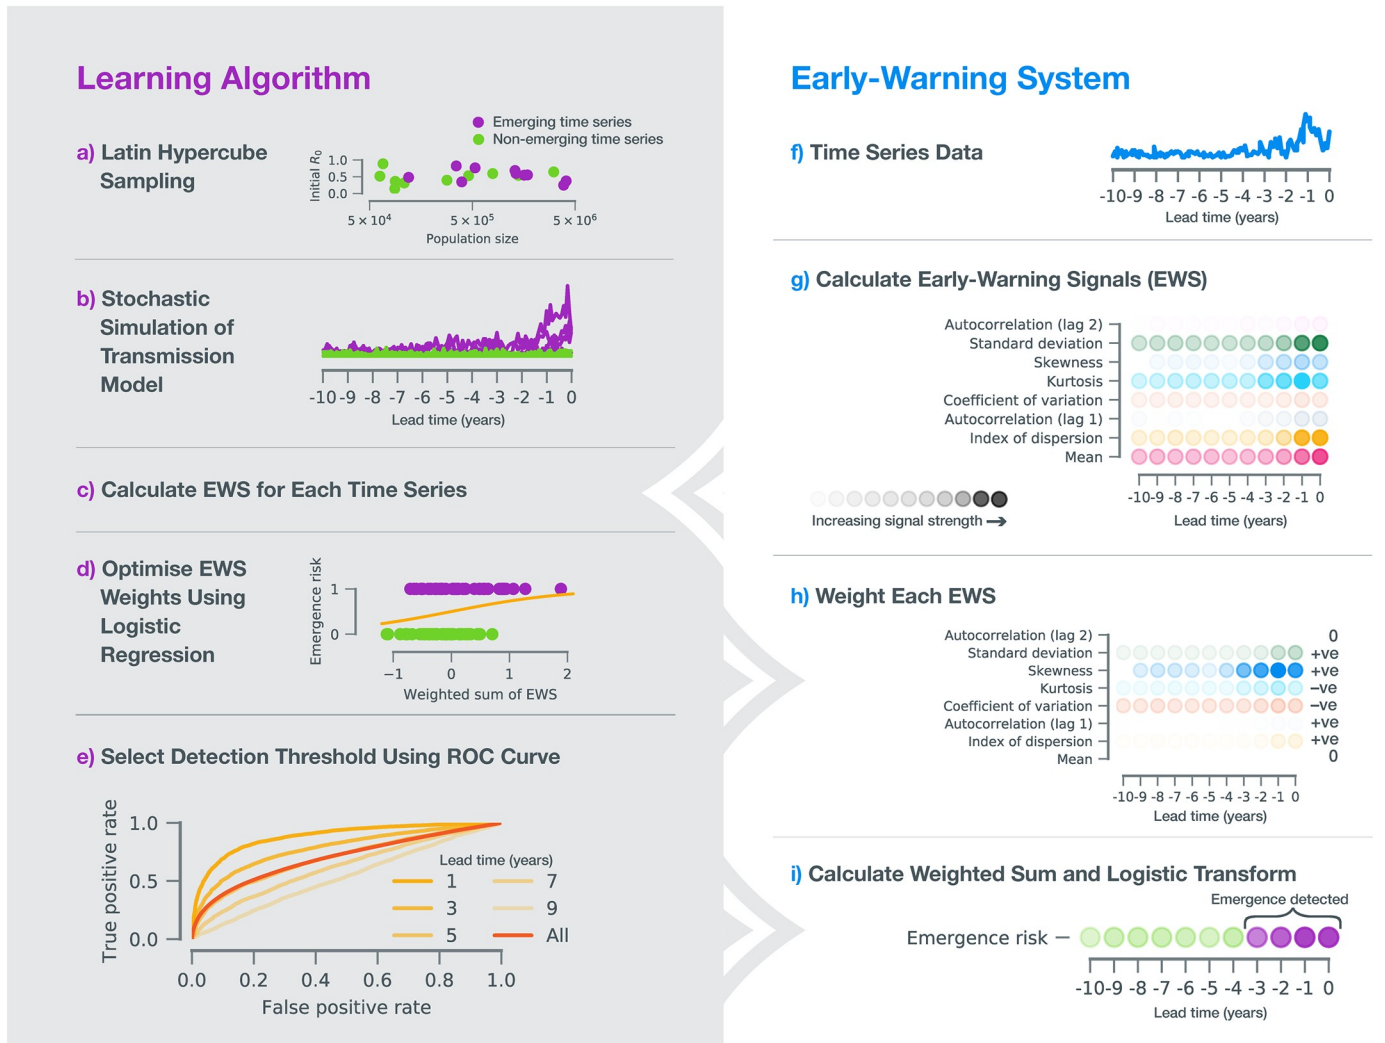 Learning Algorithm
a) Latin Hypercube
Sampling
Emerging time series
Non-emerging time series
Initial R0
1.0
0.5
0.0
5 × 10⁴
5 × 10⁵
5 × 10⁶
Population size
b) Stochastic
Simulation of
Transmission
Model
-10 -9 -8 -7 -6 -5 -4 -3 -2 -1 0
Lead time (years)
c) Calculate EWS for Each Time Series
d) Optimise EWS
Weights Using
Logistic
Regression
Emergence risk
1
0
−1 0 1 2
Weighted sum of EWS
e) Select Detection Threshold Using ROC Curve
True positive rate
1.0
0.5
0.0
Lead time (years)
1 7
3 9
5 All
0.0 0.2 0.4 0.6 0.8 1.0
False positive rate
Early-Warning System
f) Time Series Data
-10 -9 -8 -7 -6 -5 -4 -3 -2 -1 0
Lead time (years)
g) Calculate Early-Warning Signals (EWS)
Autocorrelation (lag 2)
Standard deviation
Skewness
Kurtosis
Coefficient of variation
Autocorrelation (lag 1)
Index of dispersion
Mean
-10 -9 -8 -7 -6 -5 -4 -3 -2 -1 0
Lead time (years)
Increasing signal strength →
h) Weight Each EWS
Autocorrelation (lag 2) 0
Standard deviation +ve
Skewness +ve
Kurtosis −ve
Coefficient of variation −ve
Autocorrelation (lag 1) +ve
Index of dispersion +ve
Mean 0
-10 -9 -8 -7 -6 -5 -4 -3 -2 -1 0
Lead time (years)
i) Calculate Weighted Sum and Logistic Transform
Emergence detected
Emergence risk
-10 -9 -8 -7 -6 -5 -4 -3 -2 -1 0
Lead time (years)